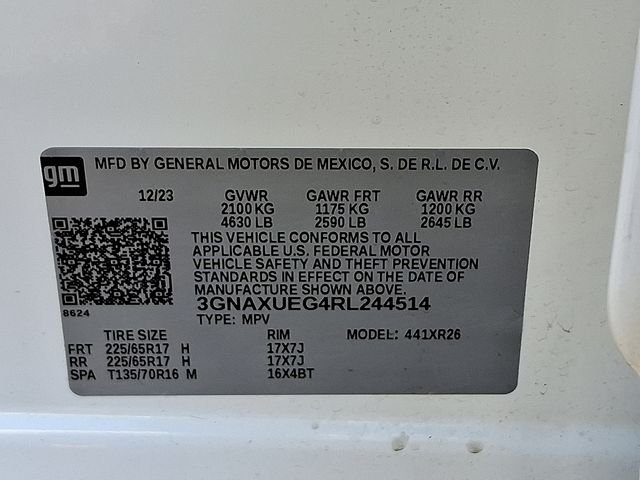 gm MFD BY GENERAL MOTORS DE MEXICO, S. DE R.L. DE C.V.
12/23 GVWR GAWR FRT GAWR RR
2100 KG 1175 KG 1200 KG
4630 LB 2590 LB 2645 LB
THIS VEHICLE CONFORMS TO ALL
APPLICABLE U.S. FEDERAL MOTOR
VEHICLE SAFETY AND THEFT PREVENTION
STANDARDS IN EFFECT ON THE DATE OF
MANUFACTURE SHOWN ABOVE.
3GNAXUEG4RL244514
8624
TYPE: MPV
TIRE SIZE RIM MODEL: 441XR26
FRT 225/65R17 H 17X7J
RR 225/65R17 H 17X7J
SPA T135/70R16 M 16X4BT